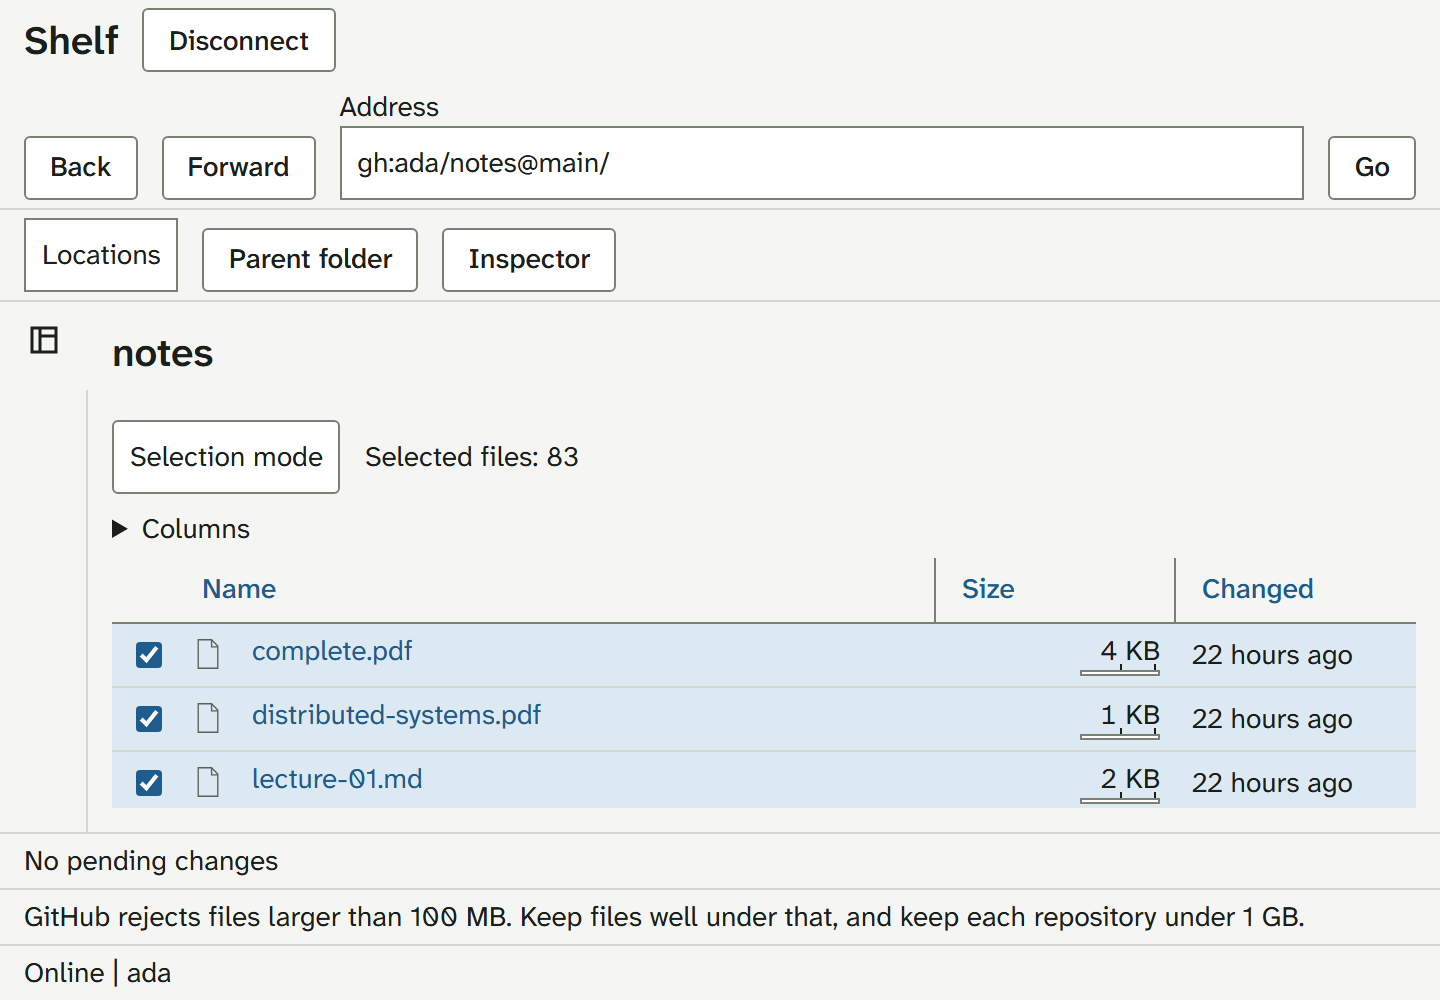 Shelf Disconnect
Address
Back Forward gh:ada/notes@main/ Go
Locations Parent folder Inspector
notes
Selection mode Selected files: 83
Columns
Name Size Changed
complete.pdf 4 KB 22 hours ago
distributed-systems.pdf 1 KB 22 hours ago
lecture-01.md 2 KB 22 hours ago
No pending changes
GitHub rejects files larger than 100 MB. Keep files well under that, and keep each repository under 1 GB.
Online | ada